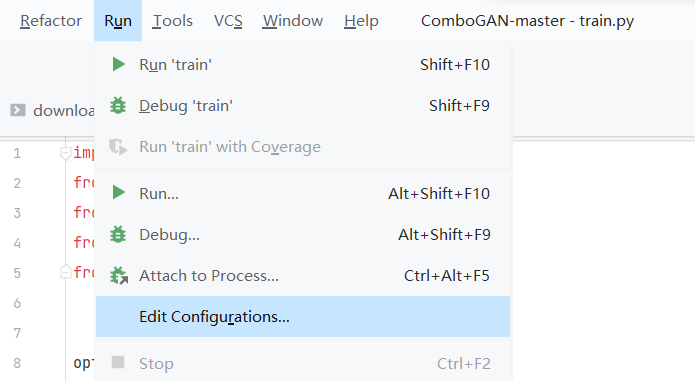 Refactor Run Tools VCS Window Help ComboGAN-master - train.py
Run 'train' Shift+F10
Debug 'train' Shift+F9
downloa
Run 'train' with Coverage
1 imp
2 fro
Run... Alt+Shift+F10
3 fro
Debug... Alt+Shift+F9
4 fro
5 fro
Attach to Process... Ctrl+Alt+F5
6
Edit Configurations...
7
8 opt
Stop Ctrl+F2